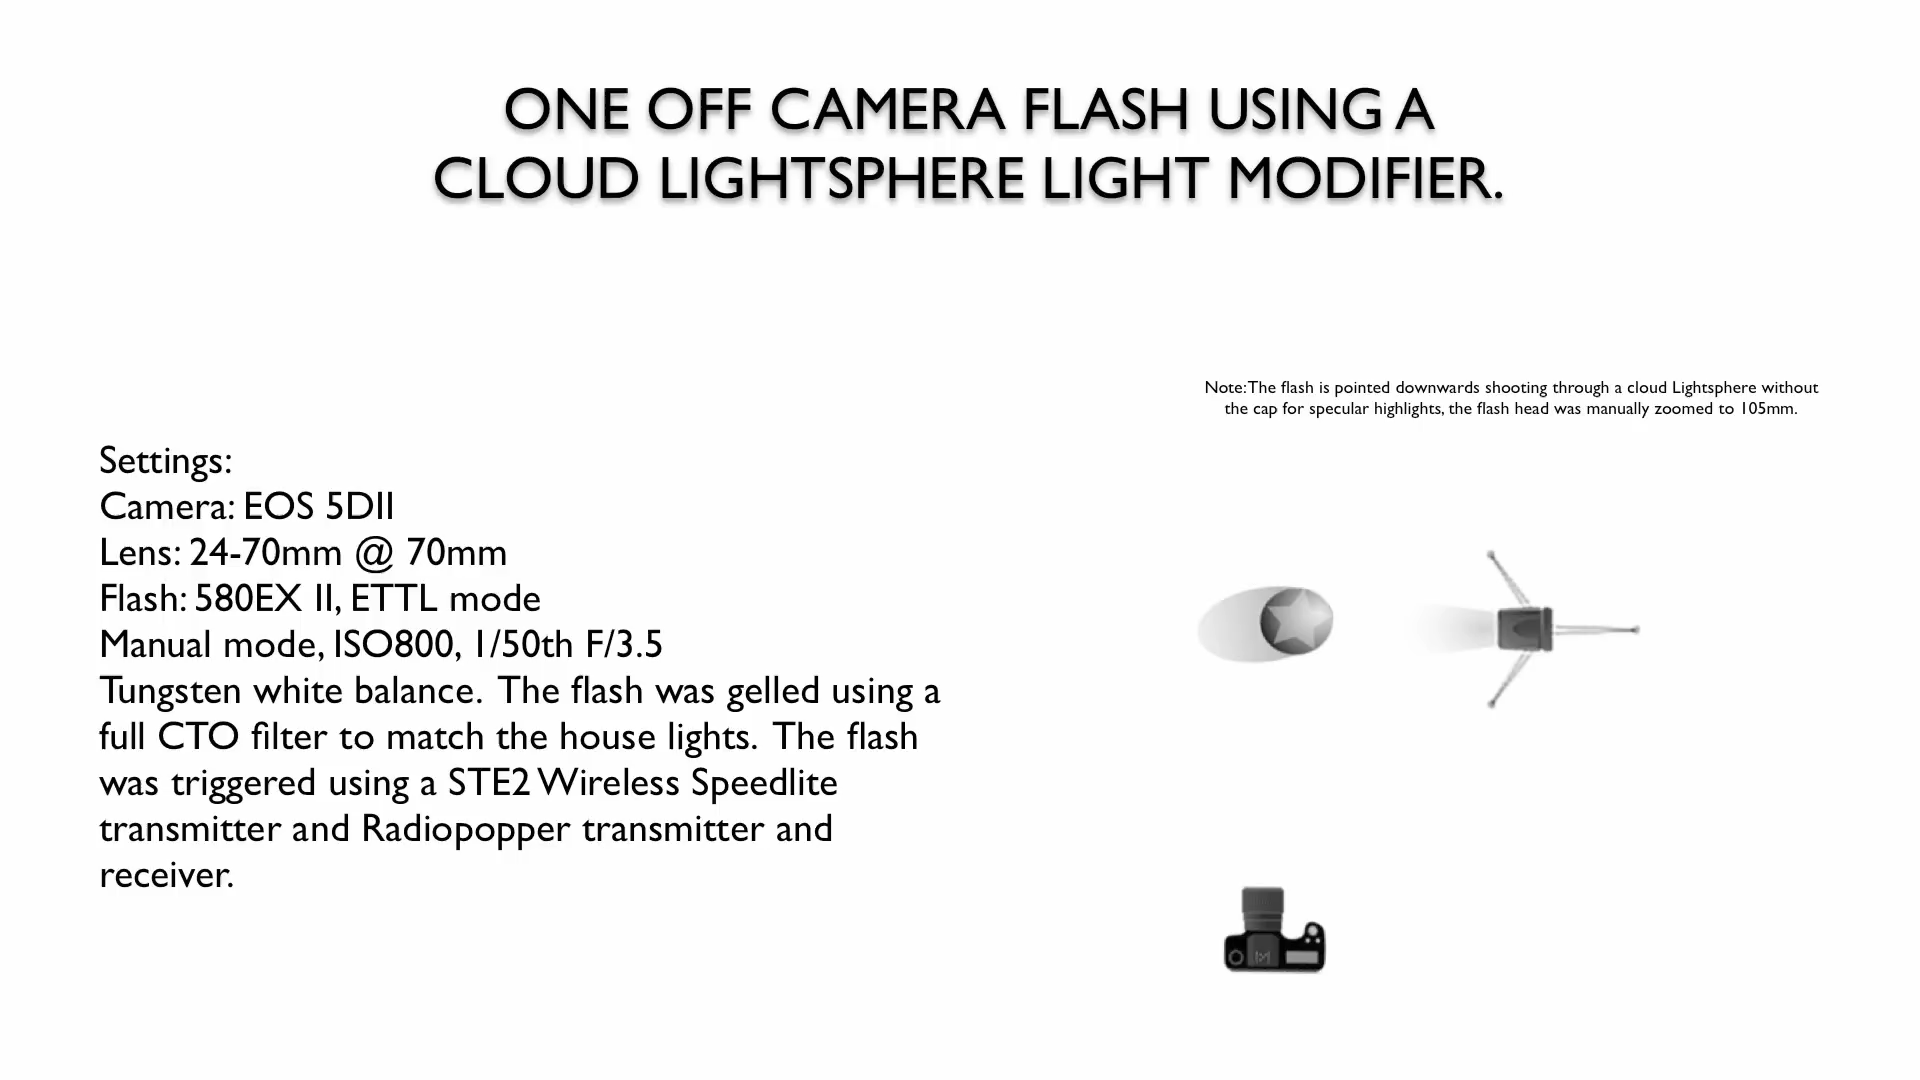 ONE OFF CAMERA FLASH USING A
CLOUD LIGHTSPHERE LIGHT MODIFIER.
Note: The flash is pointed downwards shooting through a cloud Lightsphere without
the cap for specular highlights, the flash head was manually zoomed to 105mm.
Settings:
Camera: EOS 5DII
Lens: 24-70mm @ 70mm
Flash: 580EX II, ETTL mode
Manual mode, ISO800, 1/50th F/3.5
Tungsten white balance. The flash was gelled using a
full CTO filter to match the house lights. The flash
was triggered using a STE2 Wireless Speedlite
transmitter and Radiopopper transmitter and
receiver.